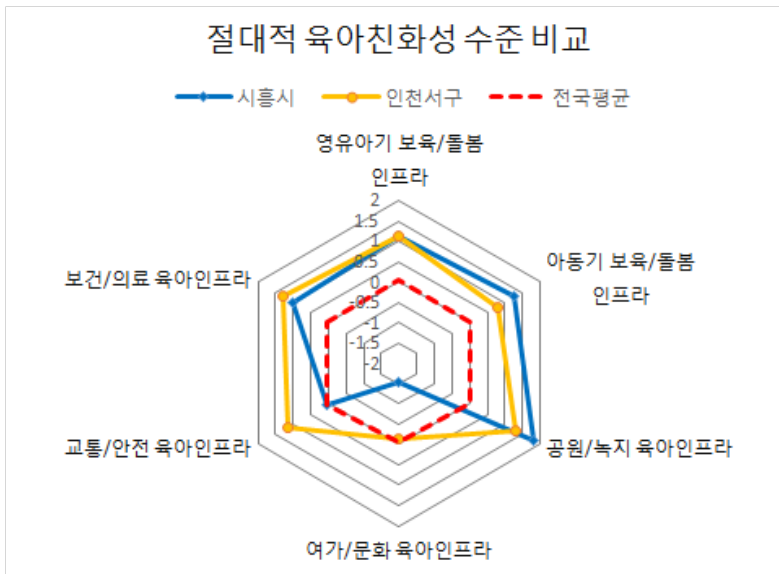 절대적 육아친화성 수준 비교
시흥시 인천서구 전국평균
영유아기 보육/돌봄
인프라
2
1.5
1
0.5
0
-0.5
-1
-1.5
-2
아동기 보육/돌봄
인프라
보건/의료 육아인프라
교통/안전 육아인프라
공원/녹지 육아인프라
여가/문화 육아인프라